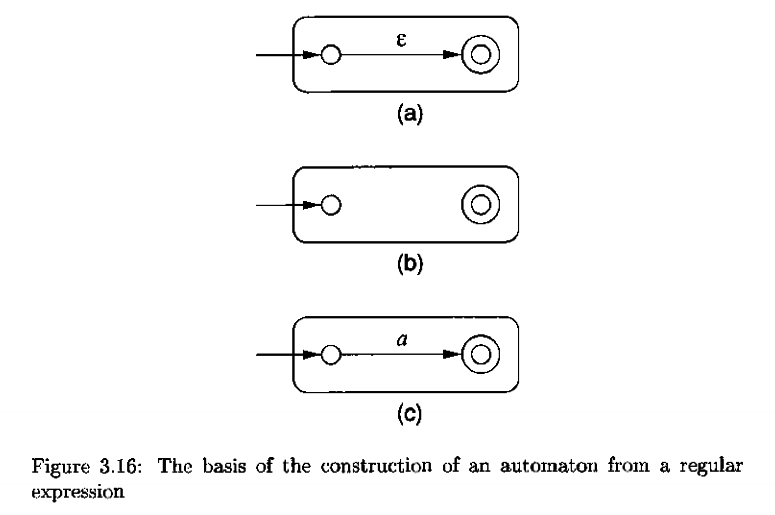 ε
(a)
(b)
a
(c)
Figure 3.16: The basis of the construction of an automaton from a regular
expression